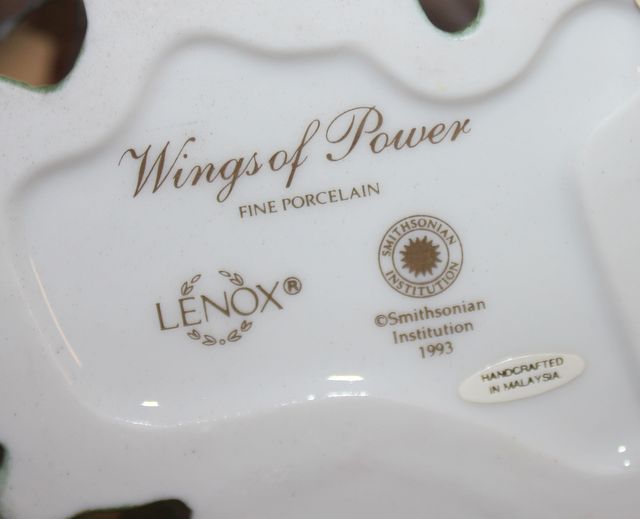 Wings of Power
FINE PORCELAIN
LENOX®
SMITHSONIAN
INSTITUTION
©Smithsonian
Institution
1993
HANDCRAFTED
IN MALAYSIA